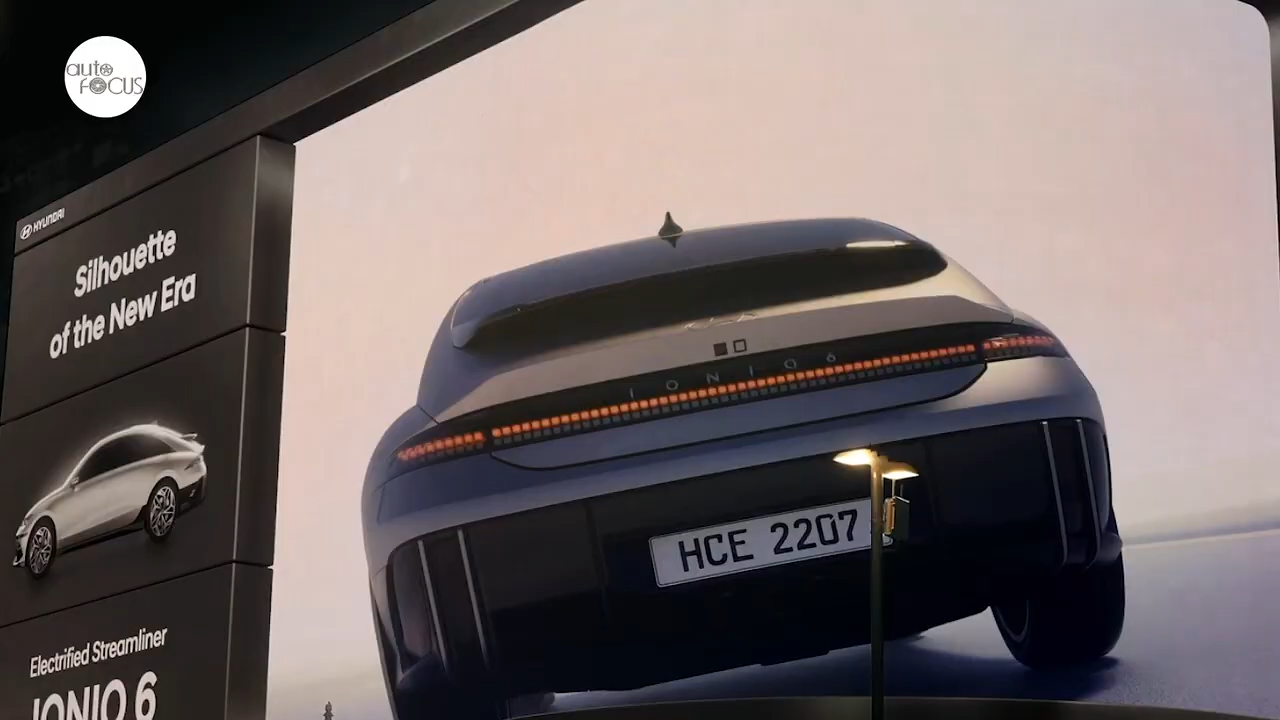 auto
FOCUS
HYUNDAI
Silhouette
of the New Era
Electrified Streamliner
IONIQ 6
IONIQ 6
HCE 2207